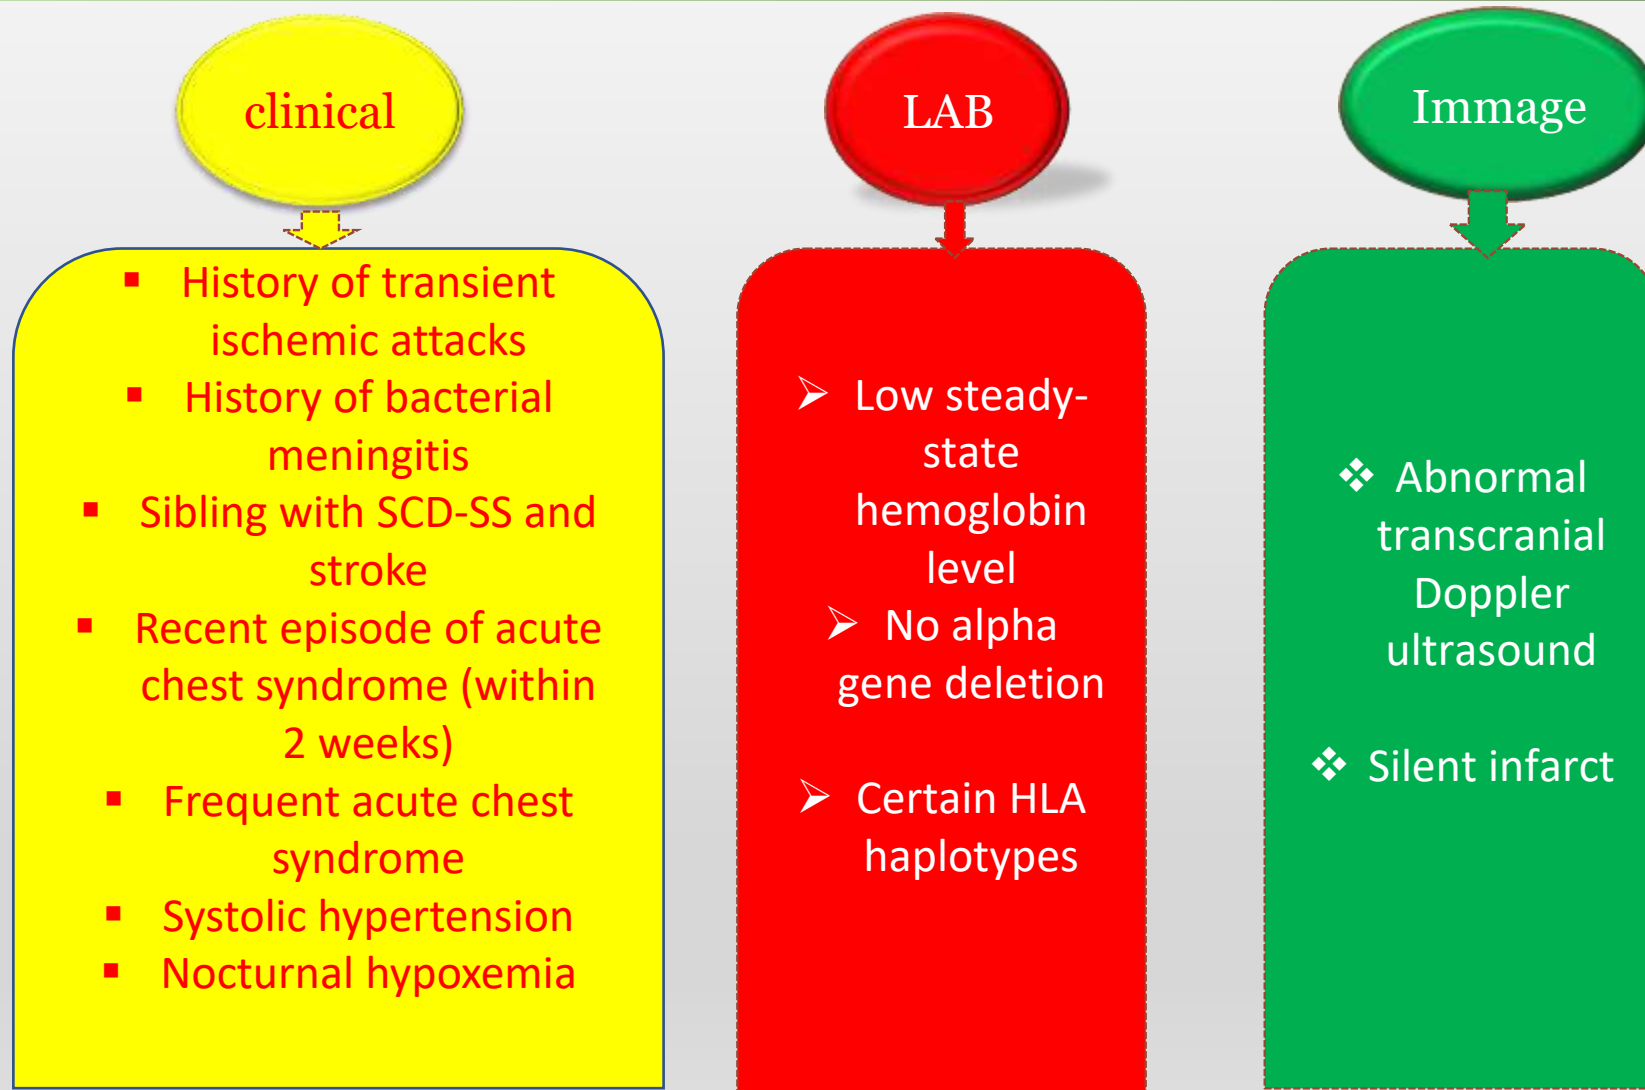 clinical
▪ History of transient
ischemic attacks
▪ History of bacterial
meningitis
▪ Sibling with SCD-SS and
stroke
▪ Recent episode of acute
chest syndrome (within
2 weeks)
▪ Frequent acute chest
syndrome
▪ Systolic hypertension
▪ Nocturnal hypoxemia
LAB
➢ Low steady-
state
hemoglobin
level
➢ No alpha
gene deletion
➢ Certain HLA
haplotypes
Immage
❖ Abnormal
transcranial
Doppler
ultrasound
❖ Silent infarct